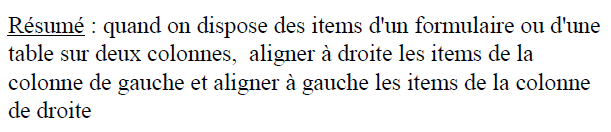 Résumé : quand on dispose des items d'un formulaire ou d'une
table sur deux colonnes,  aligner à droite les items de la
colonne de gauche et aligner à gauche les items de la colonne
de droite